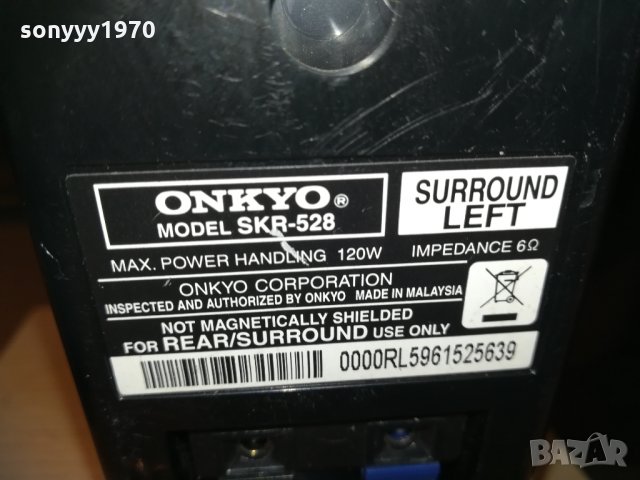 sonyyy1970
ONKYO®
MODEL SKR-528
SURROUND
LEFT
MAX. POWER HANDLING 120W IMPEDANCE 6Ω
ONKYO CORPORATION
INSPECTED AND AUTHORIZED BY ONKYO MADE IN MALAYSIA
NOT MAGNETICALLY SHIELDED
FOR REAR/SURROUND USE ONLY
0000RL5961525639
BAZAR